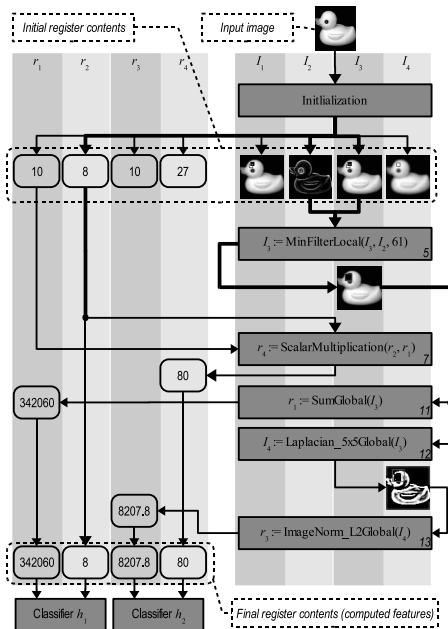 Initial register contents
Input image
r1 r2 r3 r4 I1 I2 I3 I4
Initlialization
10 8 10 27
I3 := MinFilterLocal(I3, I2, 61)
5
r4 := ScalarMultiplication(r2, r1)
7
80
342060
r1 := SumGlobal(I3)
11
I4 := Laplacian_5x5Global(I3)
12
8207.8
r3 := ImageNorm_L2Global(I4)
13
342060 8 8207.8 80
Classifier h1
Classifier h2
Final register contents (computed features)